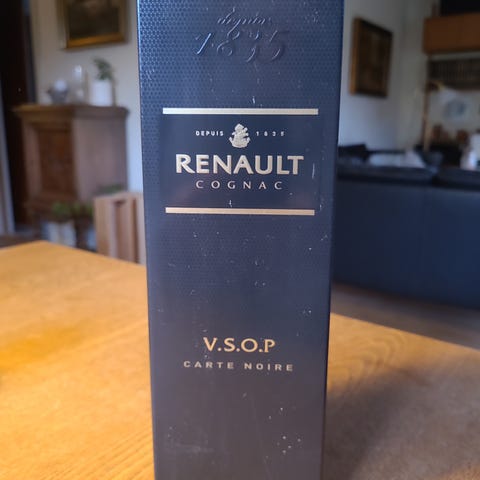 depuis
1835
DEPUIS 1835
RENAULT
COGNAC
V.S.O.P
CARTE NOIRE